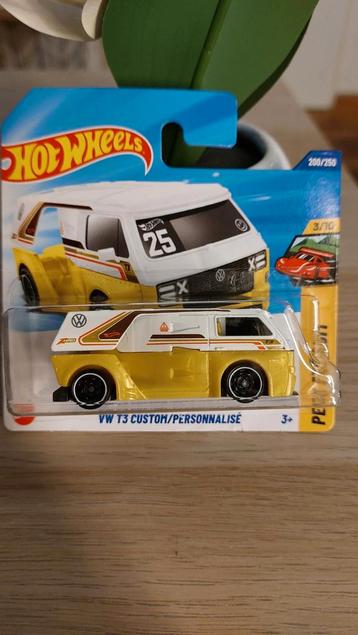 HOT WHEELS
200/250
3/10
25
VW T3 CUSTOM/PERSONNALISÉ
3+